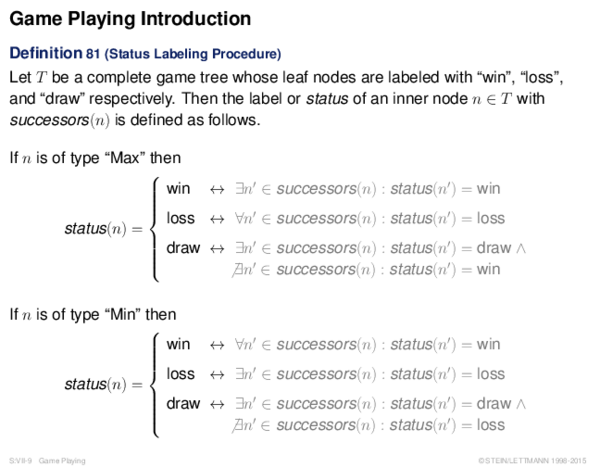 Game Playing Introduction
Definition 81 (Status Labeling Procedure)
Let T be a complete game tree whose leaf nodes are labeled with “win”, “loss”,
and “draw” respectively. Then the label or status of an inner node n ∈ T with
successors(n) is defined as follows.
If n is of type “Max” then
win ↔ ∃n′ ∈ successors(n) : status(n′) = win
status(n) = loss ↔ ∀n′ ∈ successors(n) : status(n′) = loss
draw ↔ ∃n′ ∈ successors(n) : status(n′) = draw ∧
∄n′ ∈ successors(n) : status(n′) = win
If n is of type “Min” then
win ↔ ∀n′ ∈ successors(n) : status(n′) = win
status(n) = loss ↔ ∃n′ ∈ successors(n) : status(n′) = loss
draw ↔ ∃n′ ∈ successors(n) : status(n′) = draw ∧
∄n′ ∈ successors(n) : status(n′) = loss
S:VII-9 Game Playing ©STEIN/LETTMANN 1998-2015